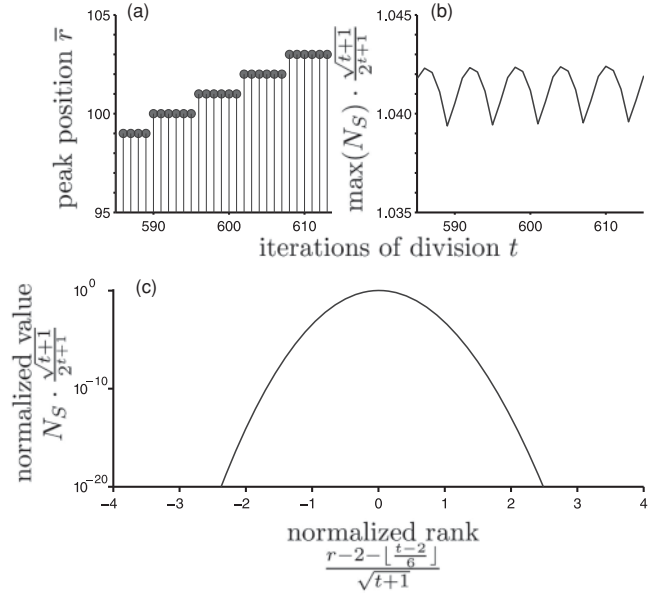 (a)
(b)
peak position r̅
105
100
95
590
600
610
max(N_S) · √(t+1) / 2^(t+1)
1.045
1.040
1.035
590
600
610
iterations of division t
(c)
normalized value
N_S · √(t+1) / 2^(t+1)
10^0
10^-10
10^-20
−4
−3
−2
−1
0
1
2
3
4
normalized rank
r−2−⌊(t−2)/6⌋ / √(t+1)